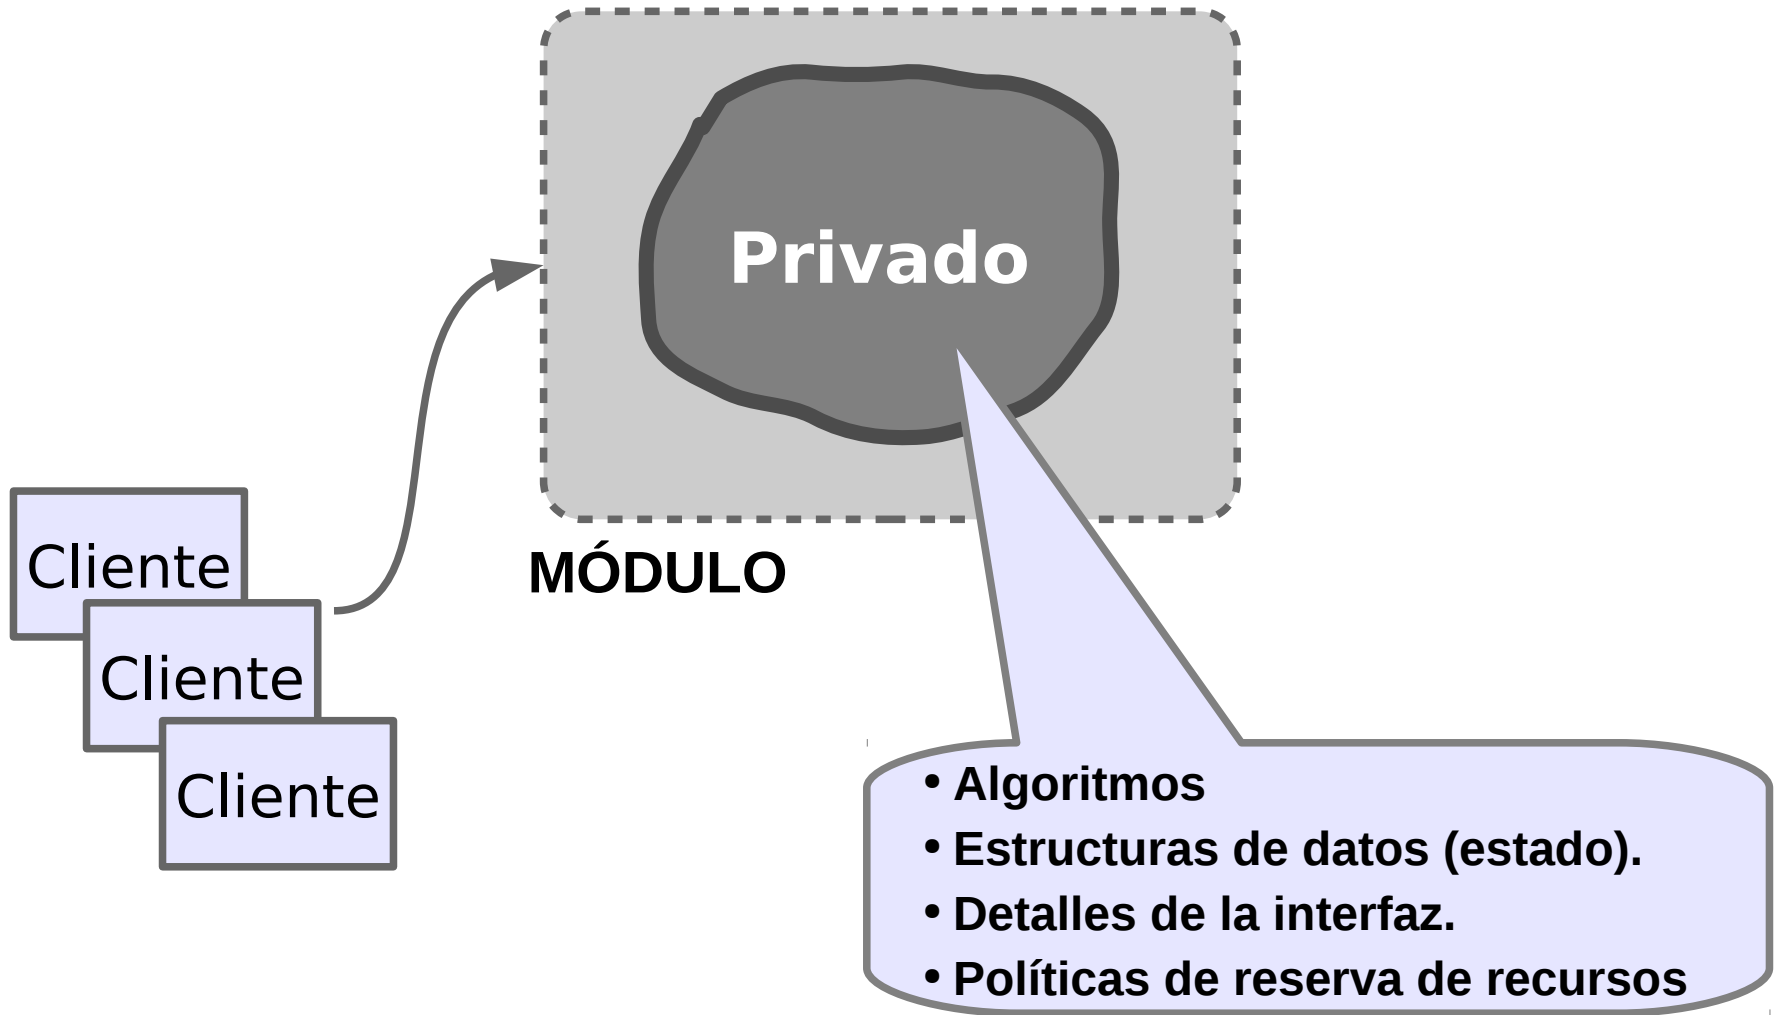 Privado
MÓDULO
Cliente
Cliente
Cliente
• Algoritmos
• Estructuras de datos (estado).
• Detalles de la interfaz.
• Políticas de reserva de recursos